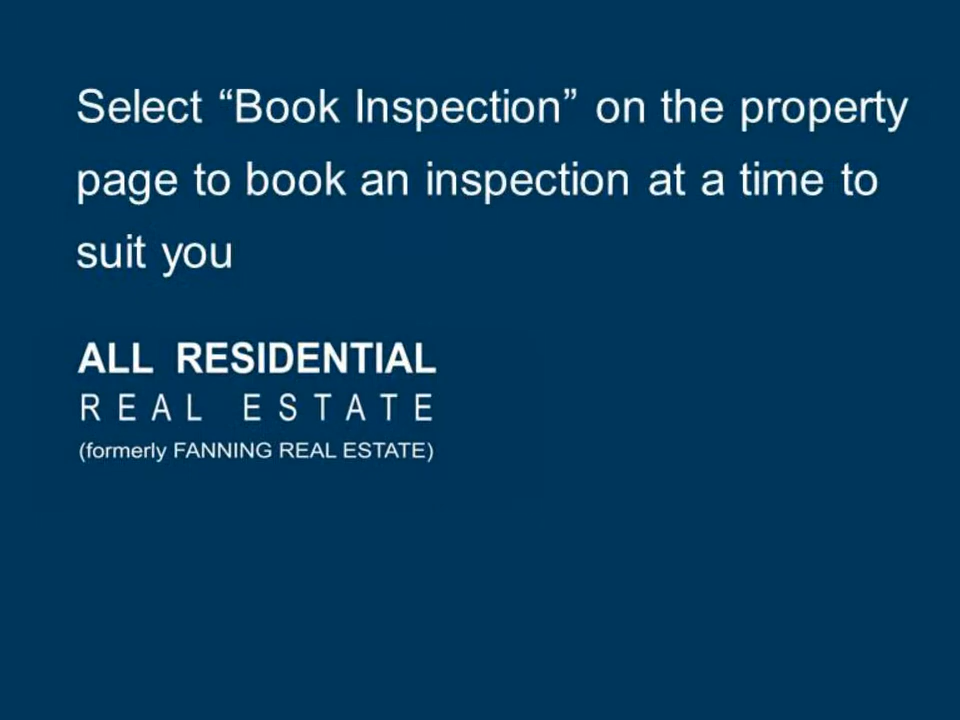 Select “Book Inspection” on the property
page to book an inspection at a time to
suit you
ALL RESIDENTIAL
REAL ESTATE
(formerly FANNING REAL ESTATE)